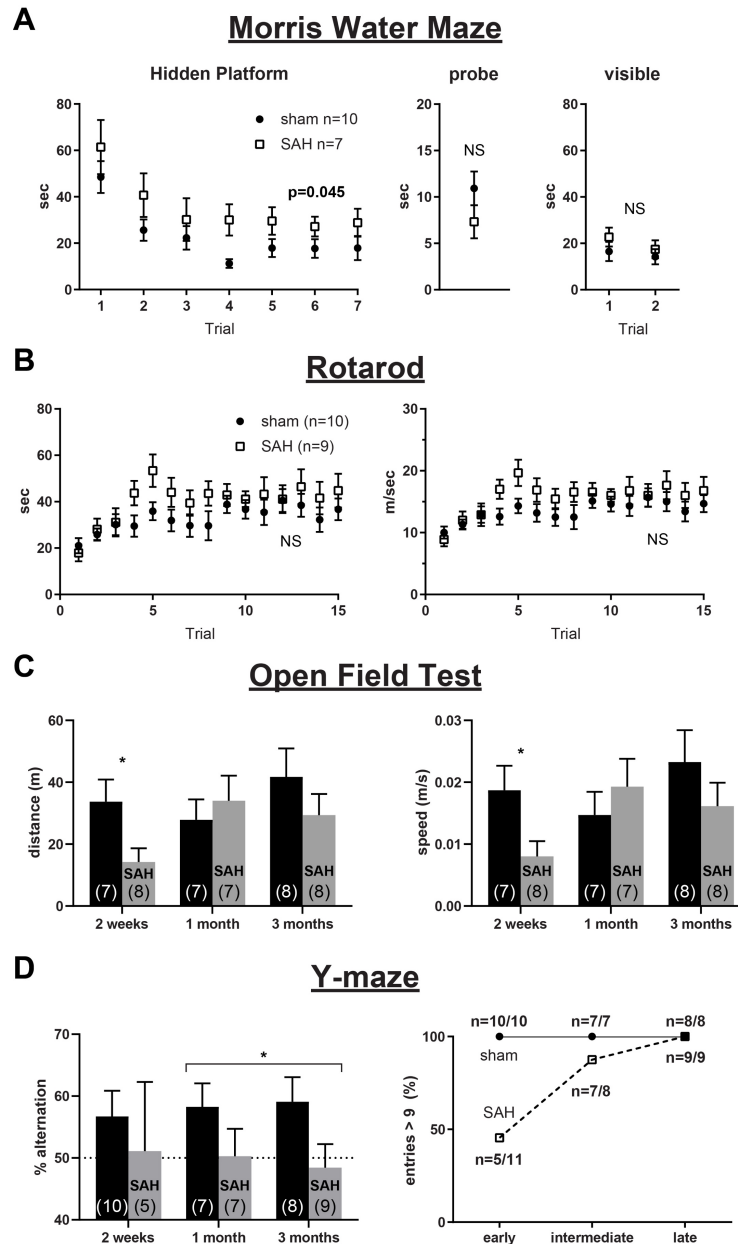 A
Morris Water Maze
Hidden Platform
probe
visible
80
60
40
20
0
sec
sham n=10
SAH n=7
p=0.045
1 2 3 4 5 6 7
Trial
20
15
10
5
0
sec
NS
80
60
40
20
0
sec
NS
1 2
Trial
B
Rotarod
80
60
40
20
0
sec
sham (n=10)
SAH (n=9)
NS
0 5 10 15
Trial
30
20
10
0
m/sec
NS
0 5 10 15
Trial
C
Open Field Test
60
40
20
0
distance (m)
*
SAH SAH SAH
(7) (8) (7) (7) (8) (8)
2 weeks 1 month 3 months
0.03
0.02
0.01
0.00
speed (m/s)
*
SAH SAH SAH
(7) (8) (7) (7) (8) (8)
2 weeks 1 month 3 months
D
Y-maze
70
60
50
40
% alternation
*
SAH SAH SAH
(10) (5) (7) (7) (8) (9)
2 weeks 1 month 3 months
100
50
0
entries > 9 (%)
n=10/10 n=7/7 n=8/8
sham
n=9/9
n=7/8
SAH
n=5/11
early intermediate late